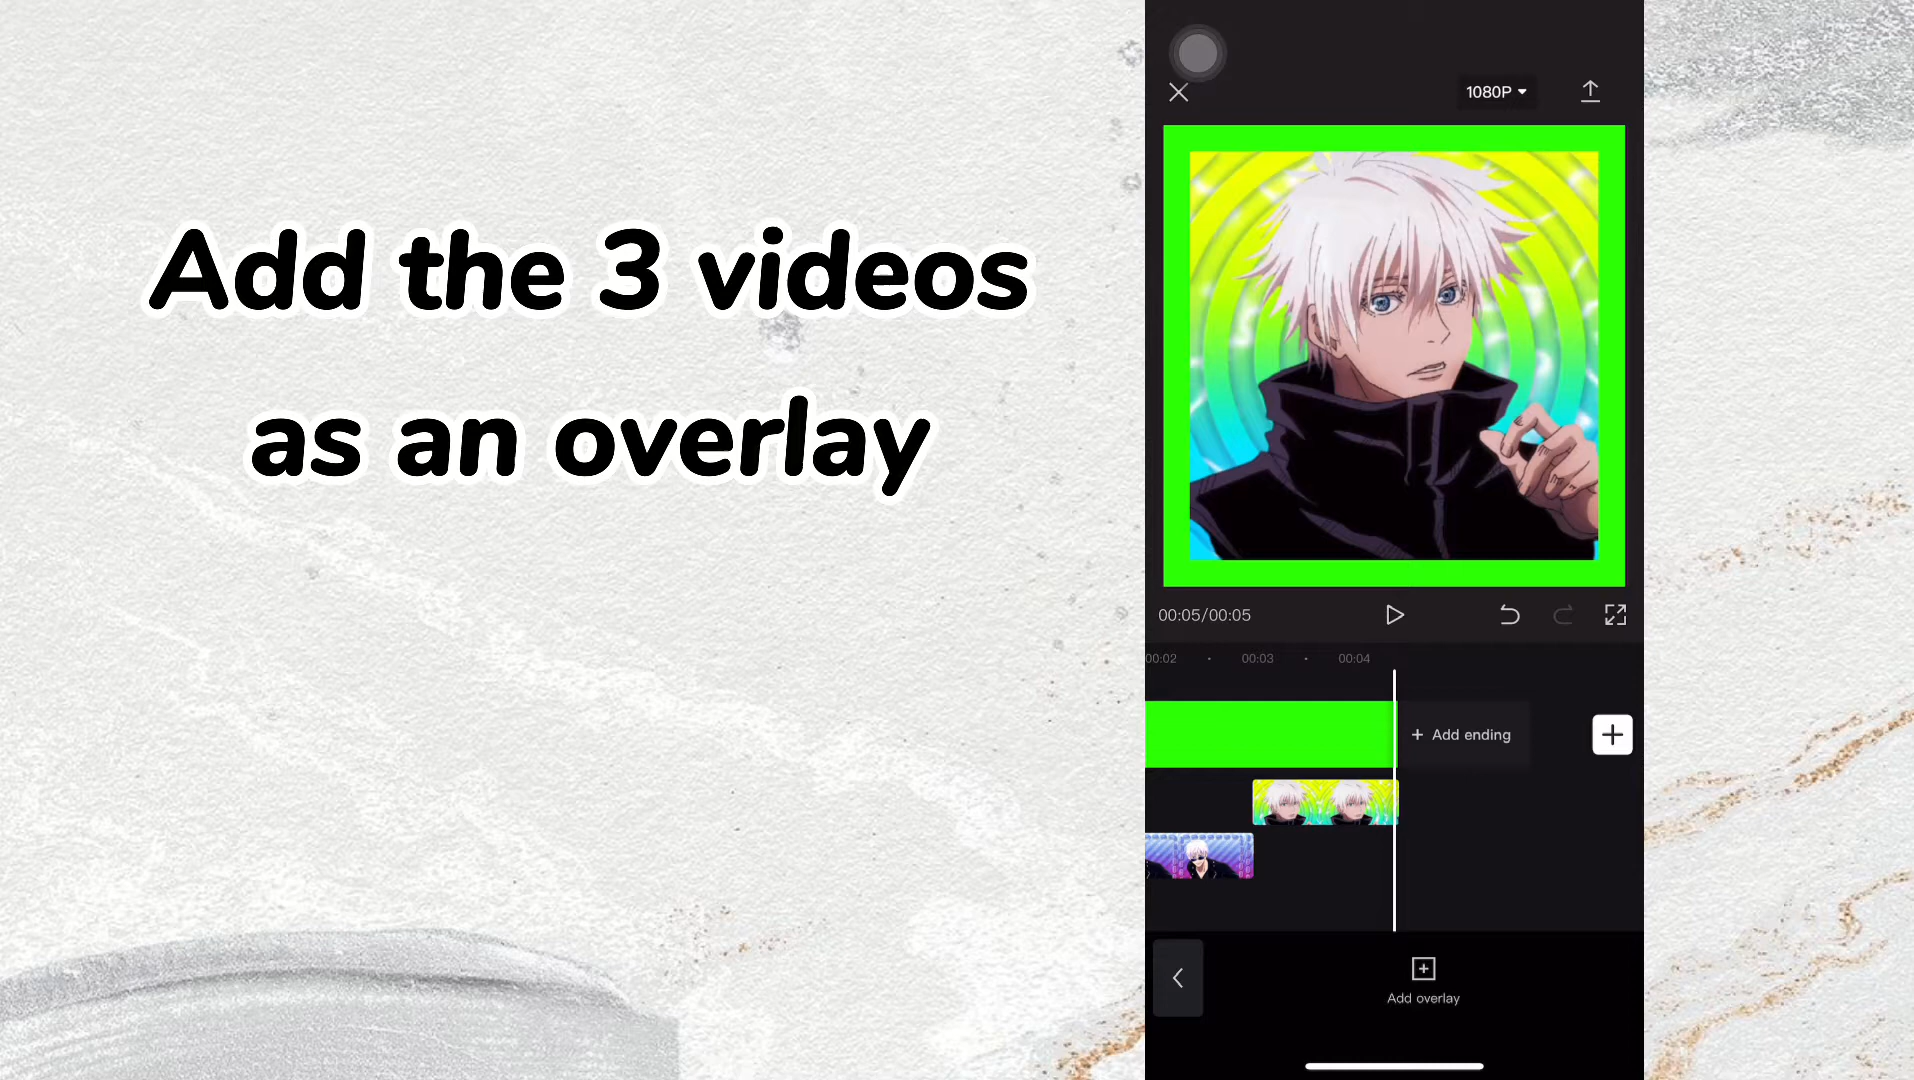 Add the 3 videos
as an overlay
1080P
00:05/00:05
00:02
00:03
00:04
+ Add ending
Add overlay